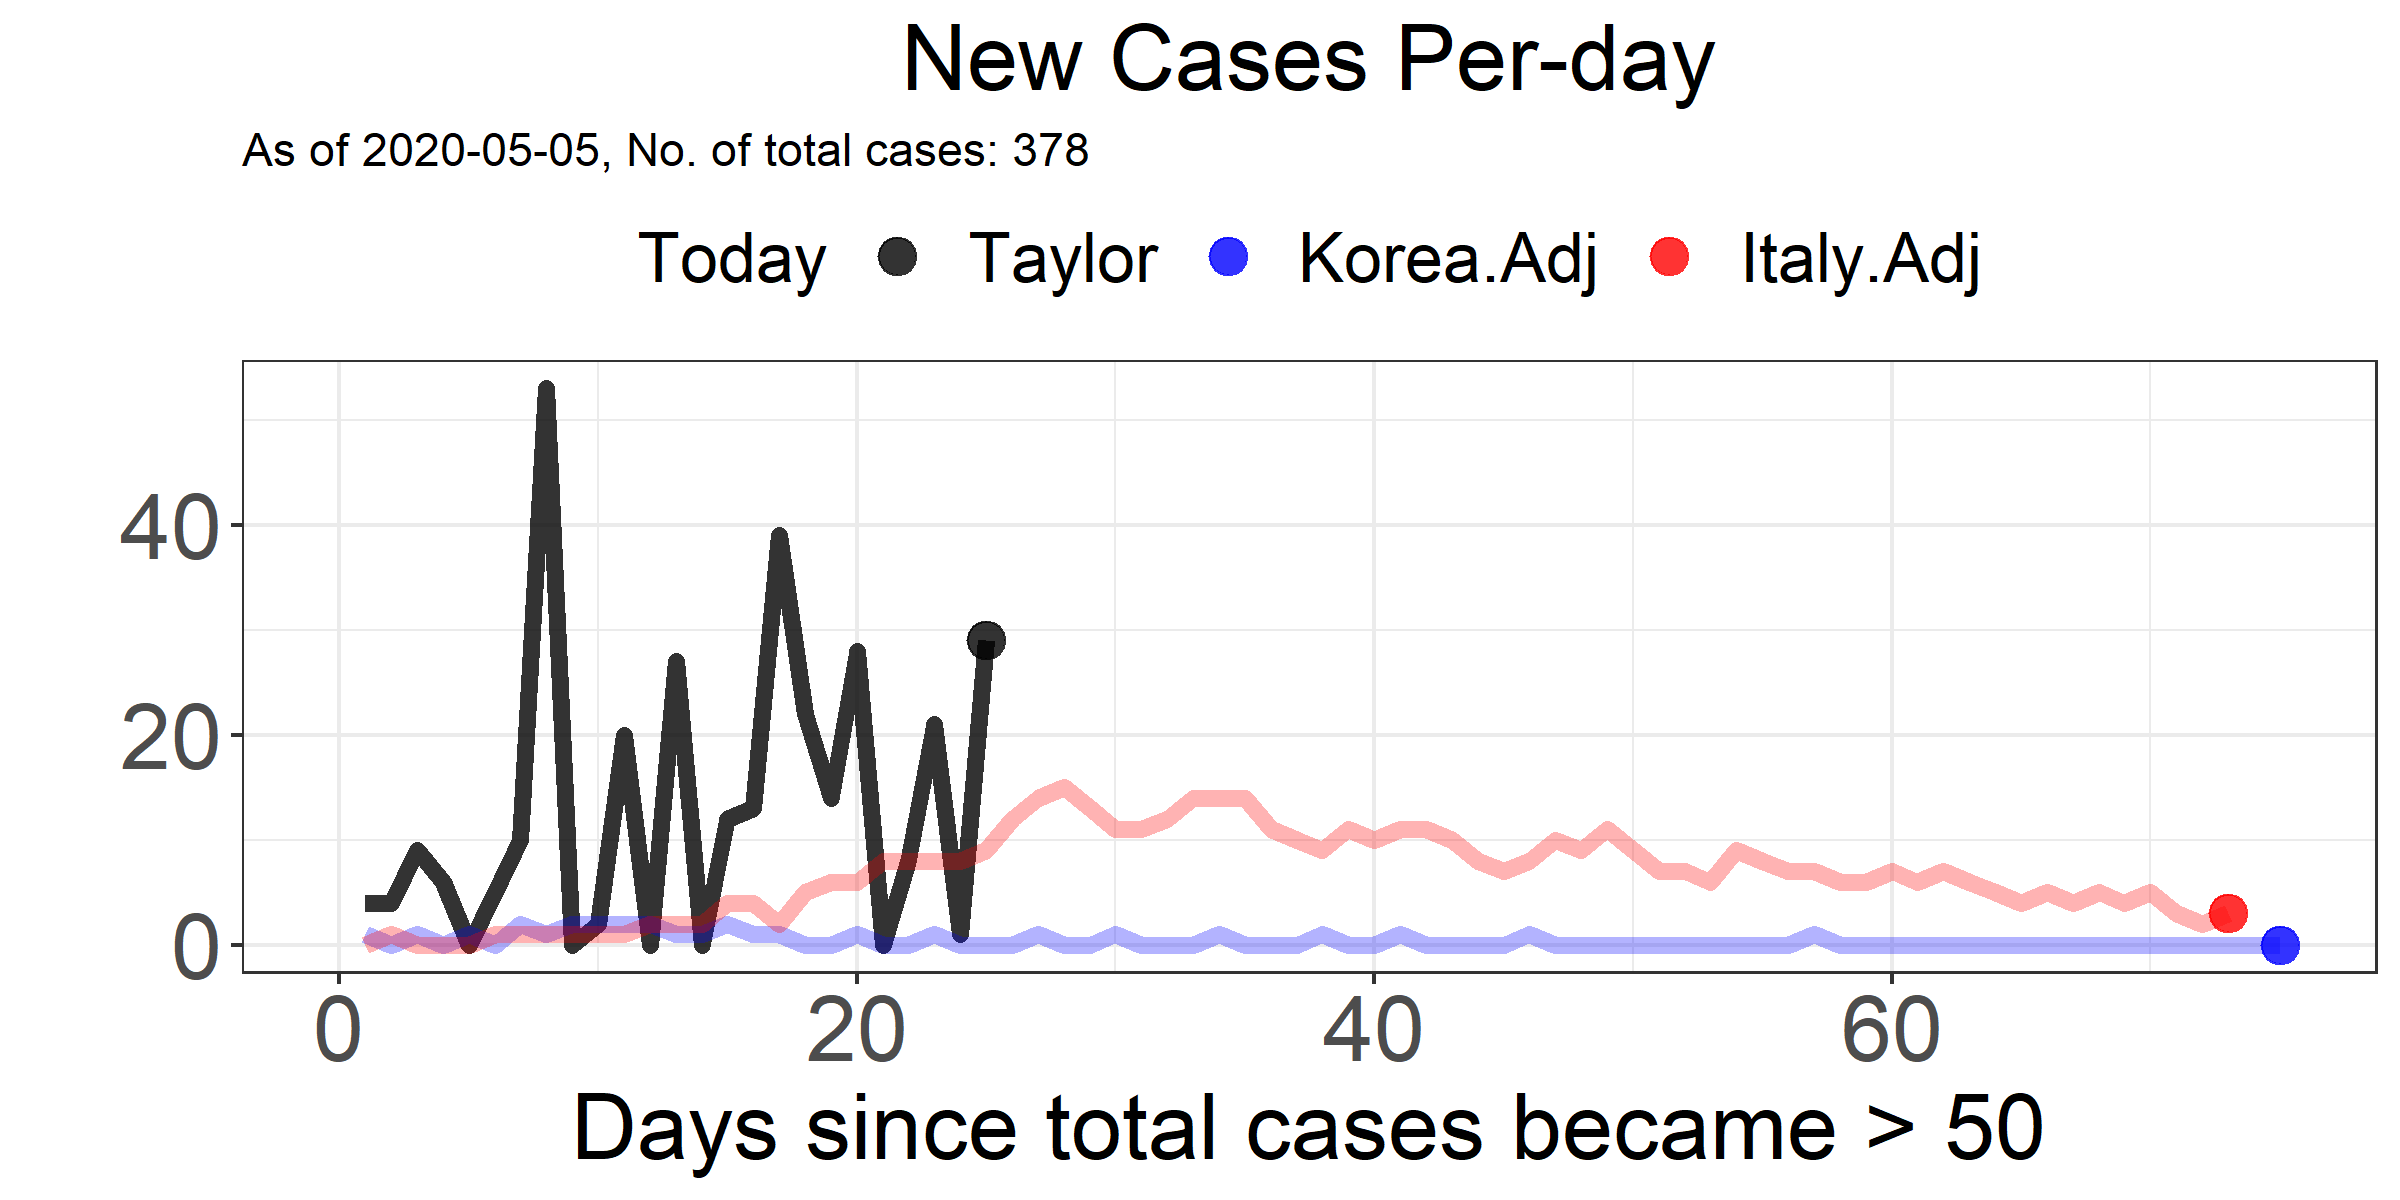 New Cases Per-day
As of 2020-05-05, No. of total cases: 378
Today Taylor Korea.Adj Italy.Adj
40
20
0
0 20 40 60
Days since total cases became > 50